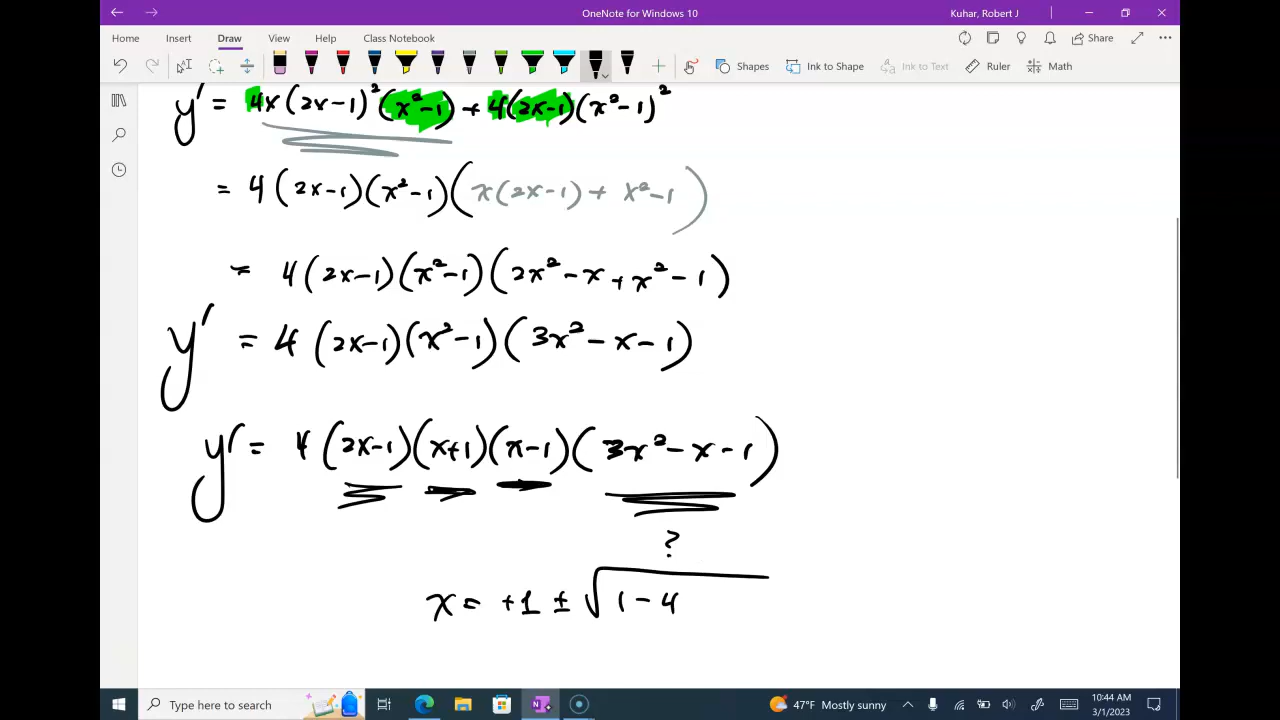 OneNote for Windows 10
Kuhar, Robert J
Home Insert Draw View Help Class Notebook
Share
Shapes Ink to Shape Ink to Text Ruler Math
y' = 4x(2x-1)²(x²-1) + 4(2x-1)(x²-1)²
= 4(2x-1)(x²-1)(x(2x-1) + x²-1)
= 4(2x-1)(x²-1)(2x²-x+x²-1)
y' = 4(2x-1)(x²-1)(3x²-x-1)
y' = 4(2x-1)(x+1)(x-1)(3x²-x-1)
?
x = +1 ± √1-4
Type here to search
47°F Mostly sunny
10:44 AM
3/1/2023